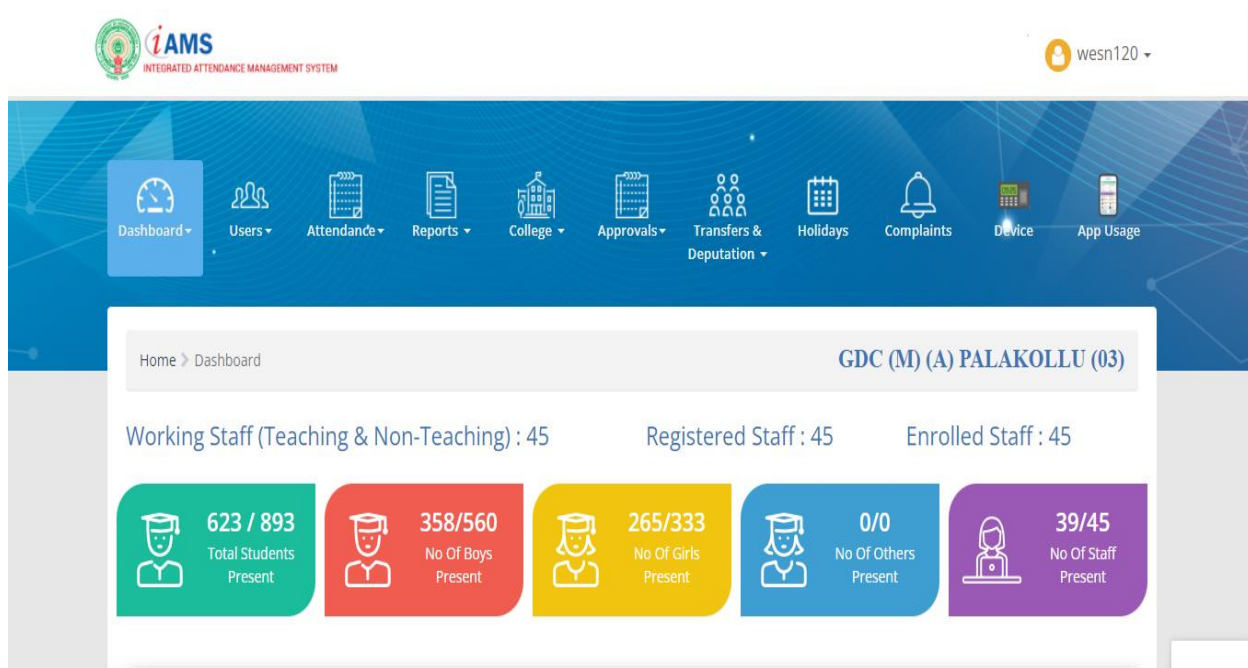 i AMS
INTEGRATED ATTENDANCE MANAGEMENT SYSTEM
wesn120
Dashboard
Users
Attendance
Reports
College
Approvals
Transfers &
Deputation
Holidays
Complaints
Device
App Usage
Home > Dashboard
GDC (M) (A) PALAKOLLU (03)
Working Staff (Teaching & Non-Teaching) : 45
Registered Staff : 45
Enrolled Staff : 45
623 / 893
Total Students
Present
358/560
No Of Boys
Present
265/333
No Of Girls
Present
0/0
No Of Others
Present
39/45
No Of Staff
Present